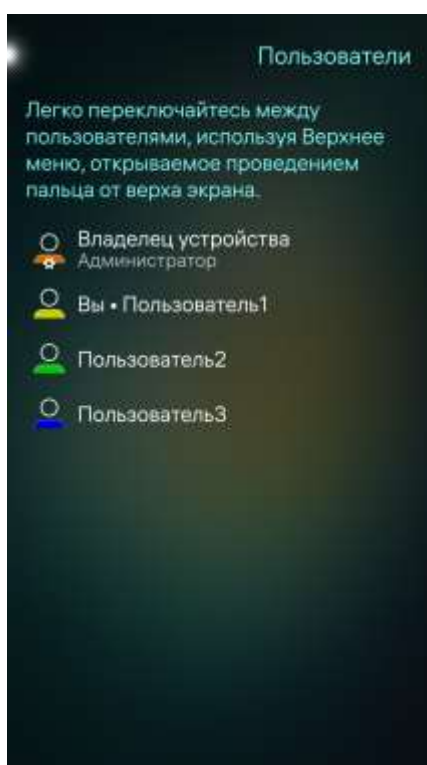 Пользователи
Легко переключайтесь между
пользователями, используя Верхнее
меню, открываемое проведением
пальца от верха экрана.
Владелец устройства
Администратор
Вы • Пользователь1
Пользователь2
Пользователь3